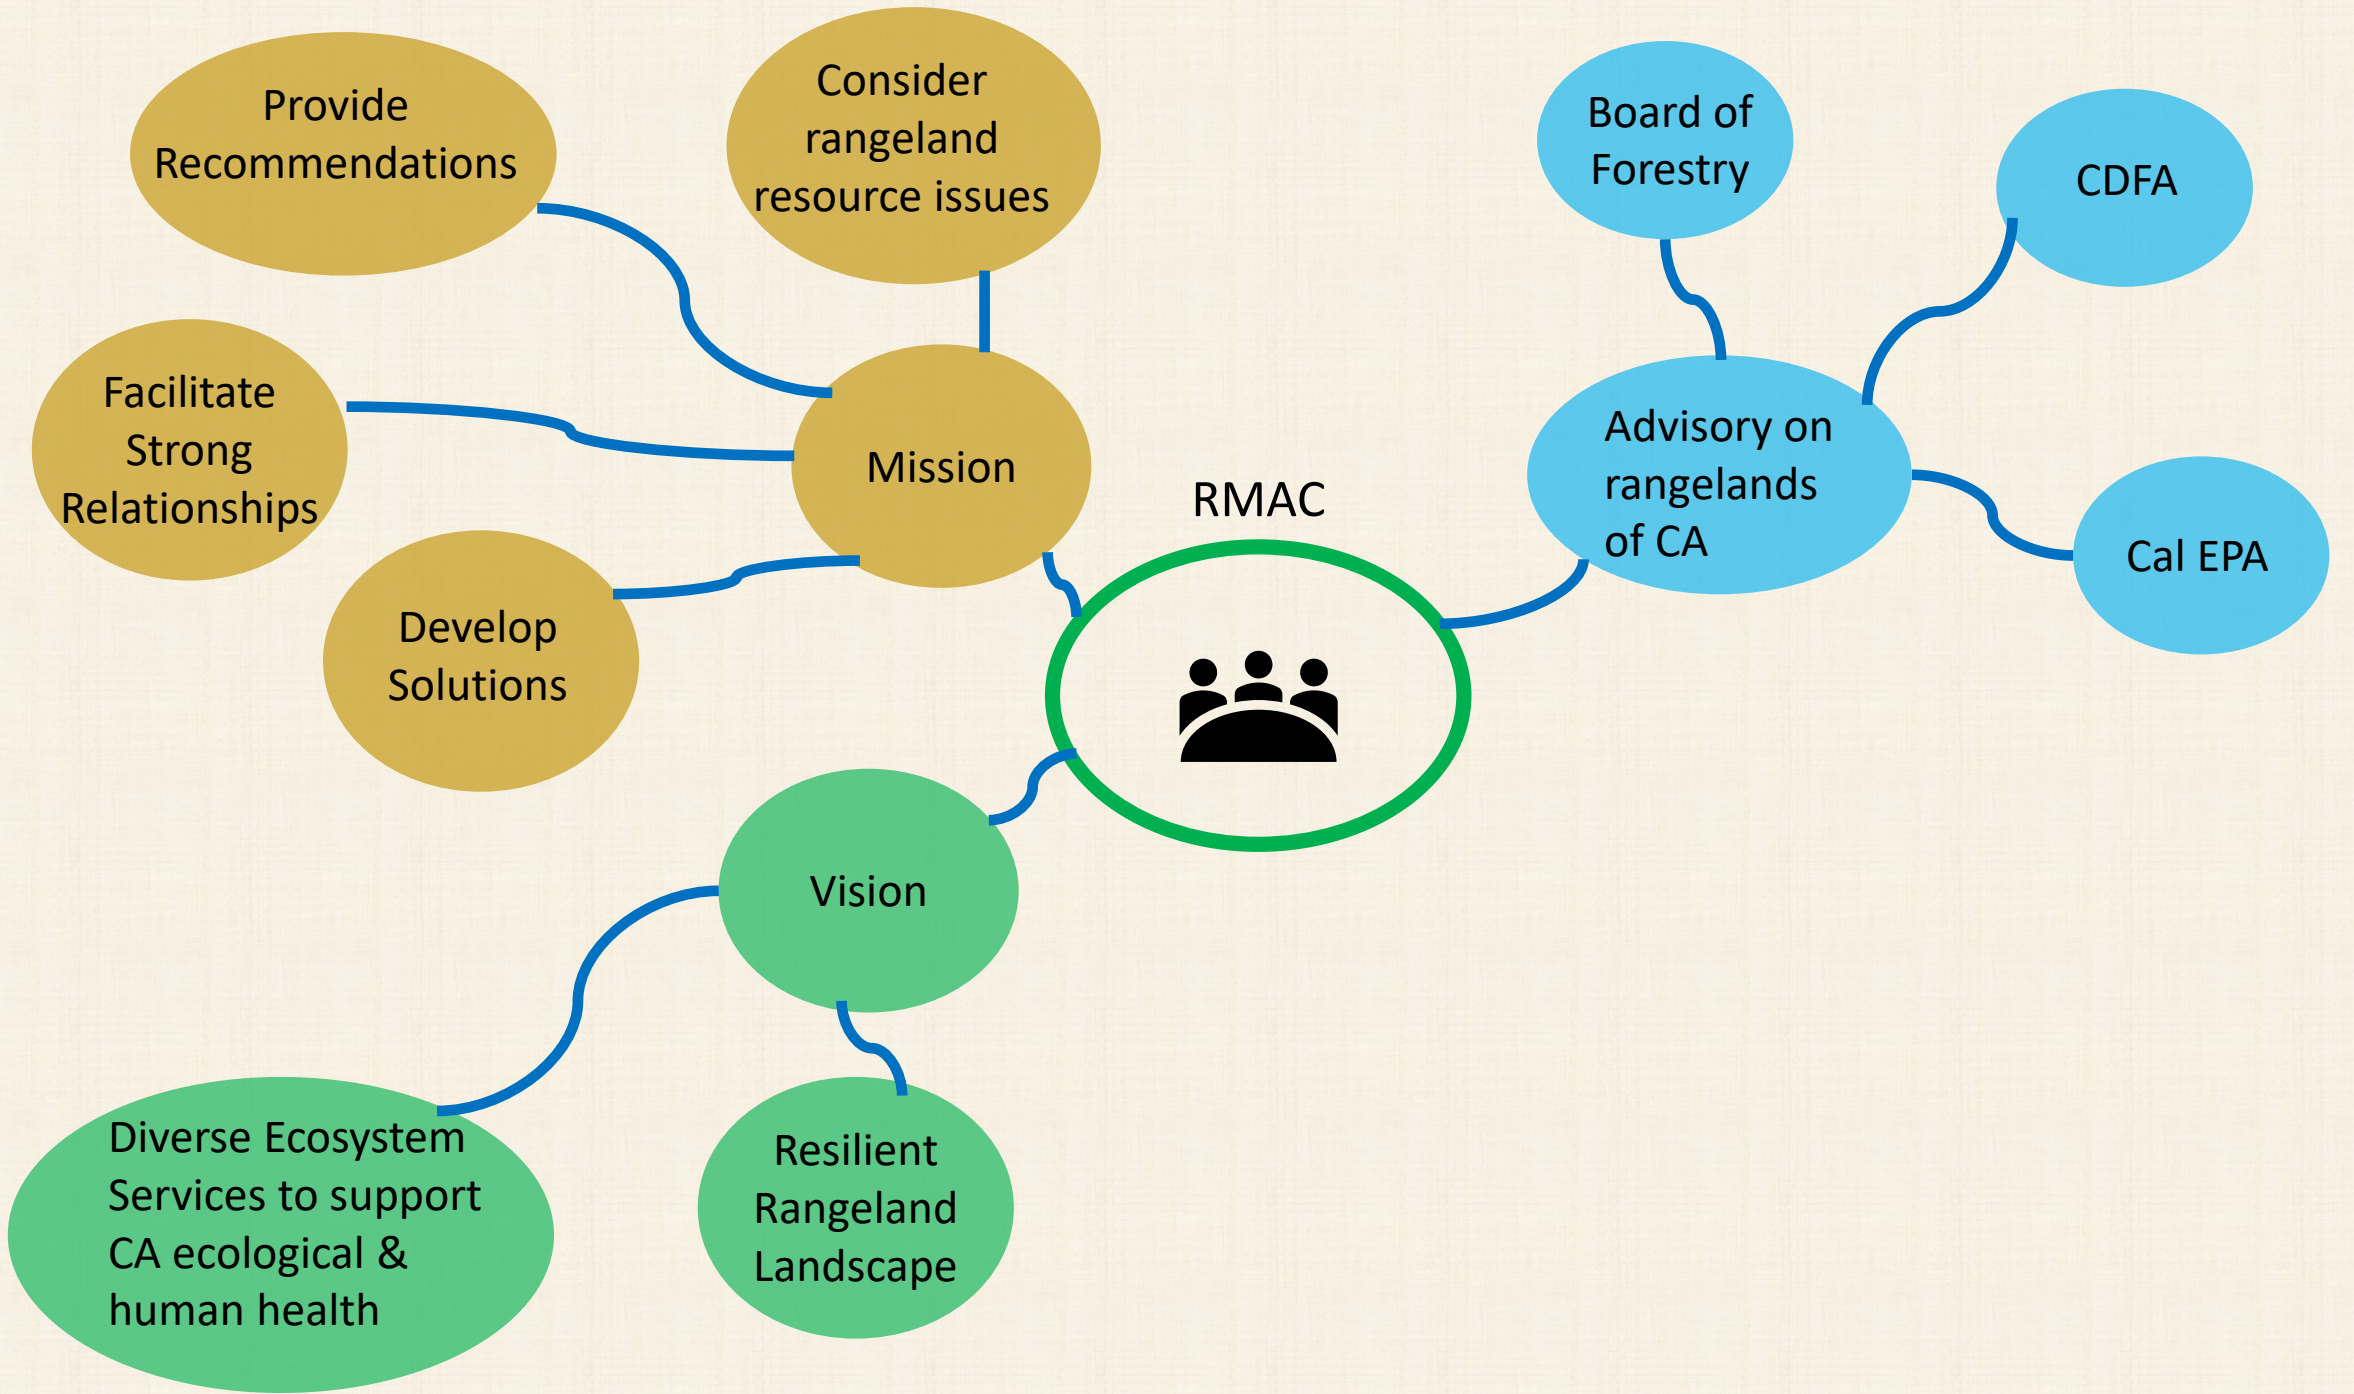 Provide
Recommendations
Consider
rangeland
resource issues
Board of
Forestry
CDFA
Facilitate
Strong
Relationships
Mission
RMAC
Advisory on
rangelands
of CA
Cal EPA
Develop
Solutions
Vision
Diverse Ecosystem
Services to support
CA ecological &
human health
Resilient
Rangeland
Landscape